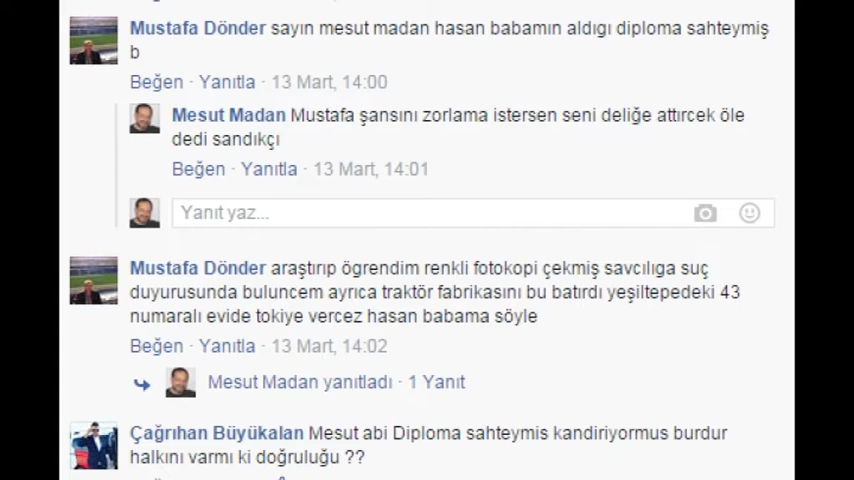 Mustafa Dönder sayın mesut madan hasan babamın aldıgı diploma sahteymiş
b
Beğen · Yanıtla · 13 Mart, 14:00
Mesut Madan Mustafa şansını zorlama istersen seni deliğe attırcek öle
dedi sandıkçı
Beğen · Yanıtla · 13 Mart, 14:01
Yanıt yaz...
Mustafa Dönder araştırıp ögrendim renkli fotokopi çekmiş savcılıga suç
duyurusunda buluncem ayrıca traktör fabrikasını bu batırdı yeşiltepedeki 43
numaralı evide tokiye vercez hasan babama söyle
Beğen · Yanıtla · 13 Mart, 14:02
Mesut Madan yanıtladı · 1 Yanıt
Çağrıhan Büyükalan Mesut abi Diploma sahteymis kandiriyormus burdur
halkını varmı ki doğruluğu ??